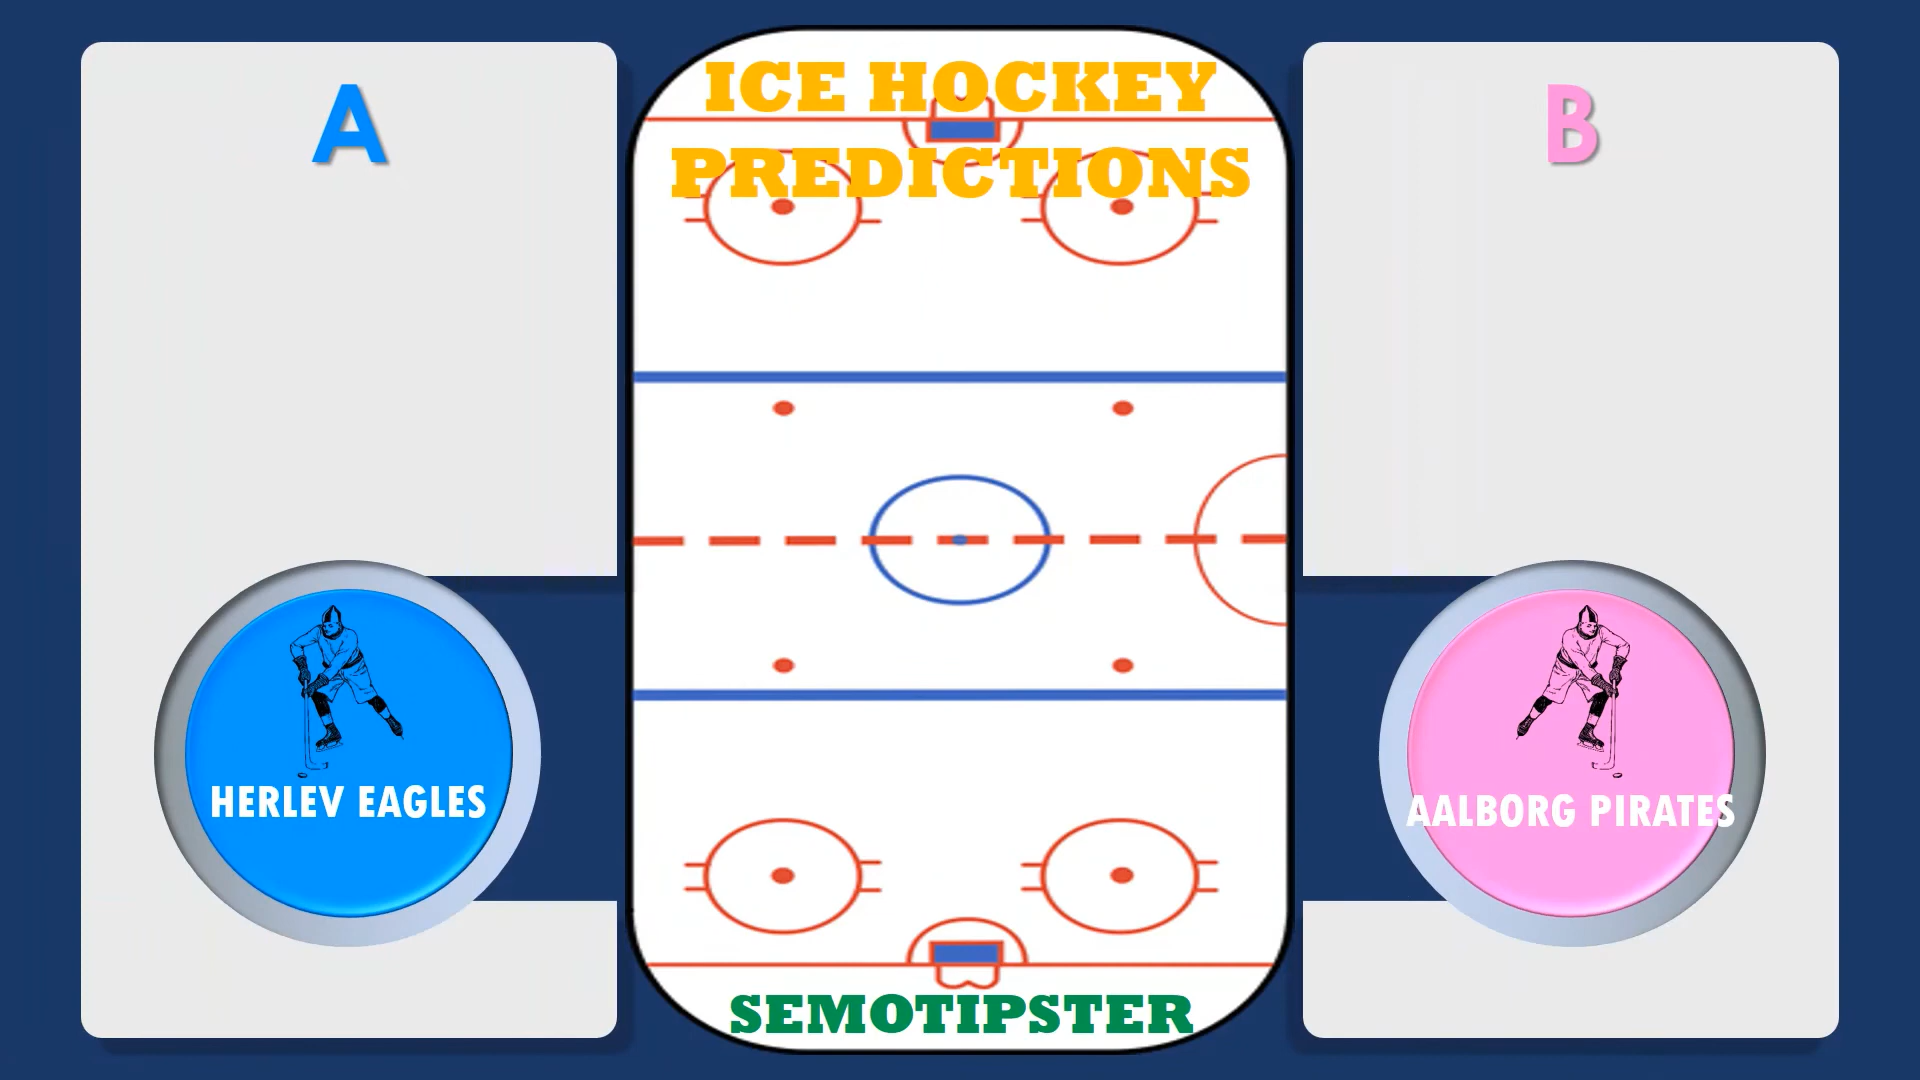 A
ICE HOCKEY
PREDICTIONS
B
HERLEV EAGLES
AALBORG PIRATES
SEMOTIPSTER